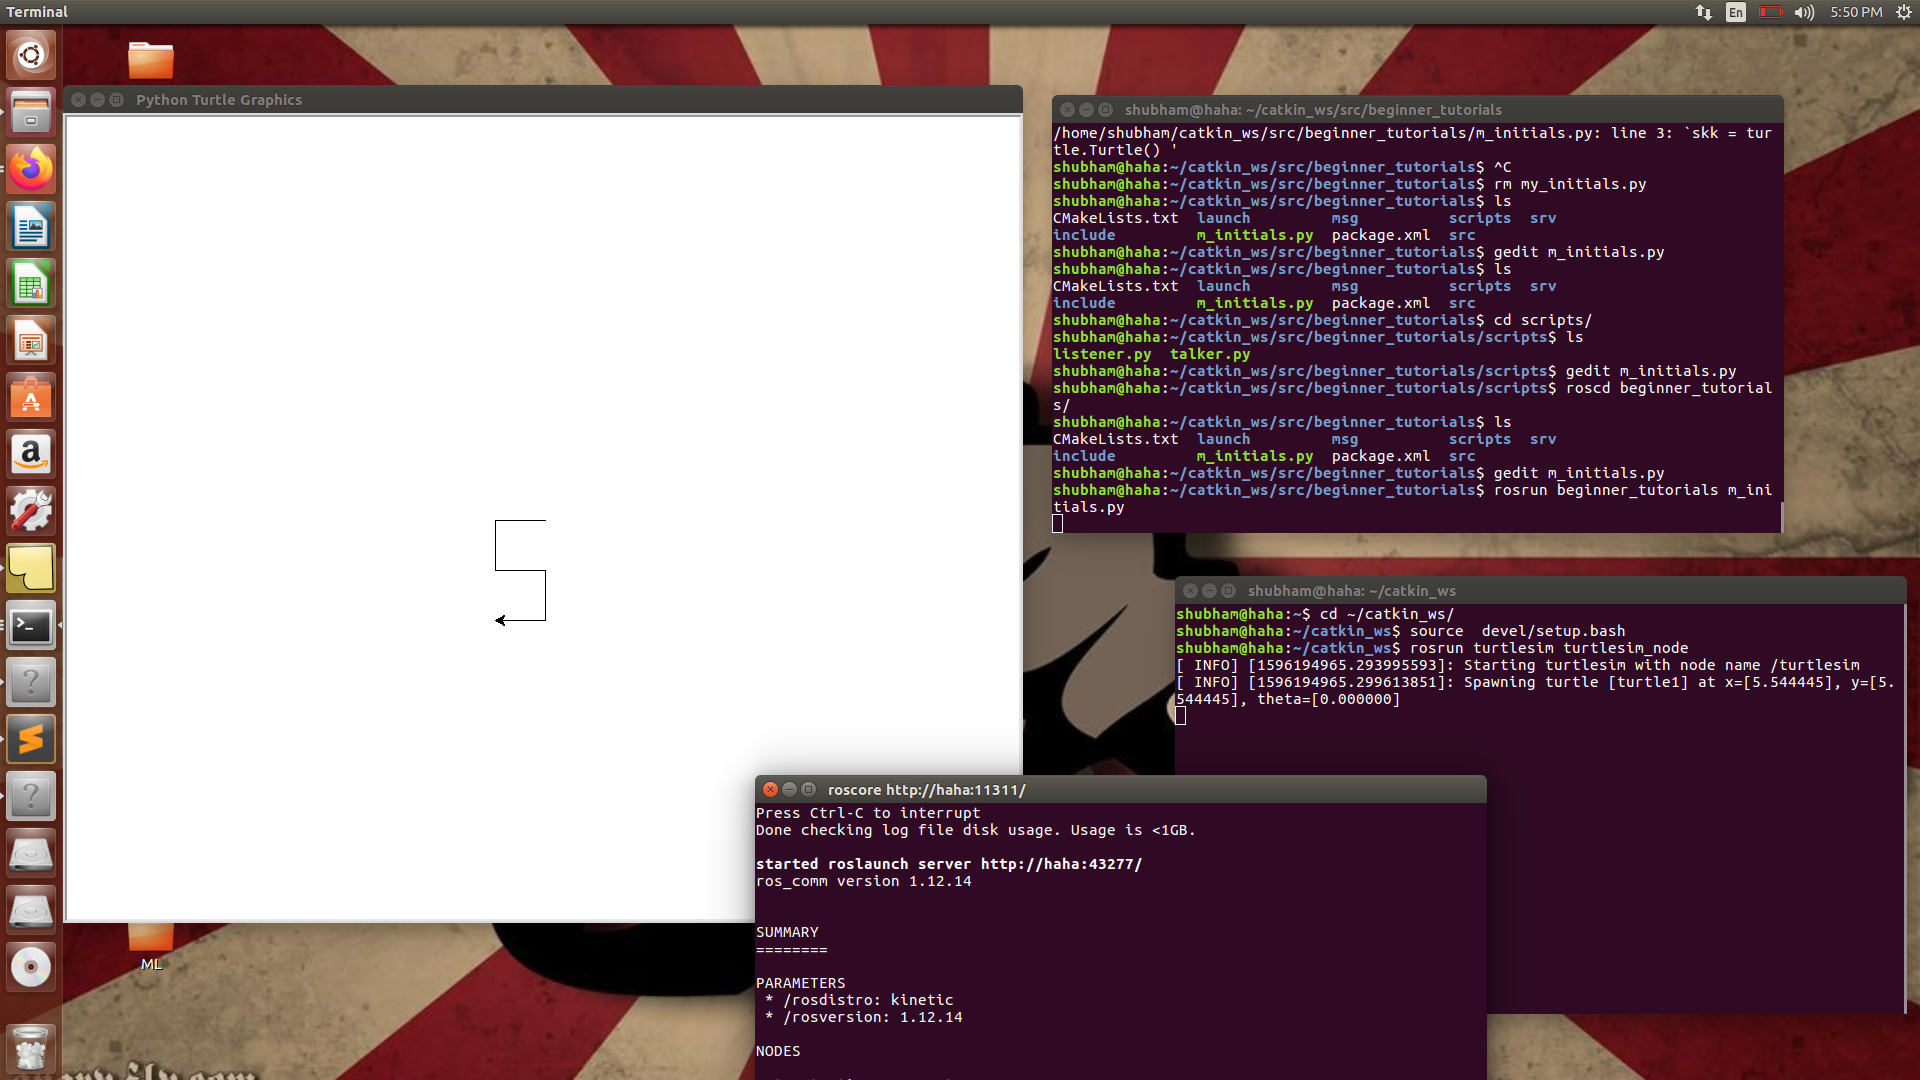 Terminal
En
5:50 PM
Python Turtle Graphics
shubham@haha: ~/catkin_ws/src/beginner_tutorials
/home/shubham/catkin_ws/src/beginner_tutorials/m_initials.py: line 3: `skk = tur
tle.Turtle() '
shubham@haha:~/catkin_ws/src/beginner_tutorials$ ^C
shubham@haha:~/catkin_ws/src/beginner_tutorials$ rm my_initials.py
shubham@haha:~/catkin_ws/src/beginner_tutorials$ ls
CMakeLists.txt  launch         msg          scripts  srv
include         m_initials.py  package.xml  src
shubham@haha:~/catkin_ws/src/beginner_tutorials$ gedit m_initials.py
shubham@haha:~/catkin_ws/src/beginner_tutorials$ ls
CMakeLists.txt  launch         msg          scripts  srv
include         m_initials.py  package.xml  src
shubham@haha:~/catkin_ws/src/beginner_tutorials$ cd scripts/
shubham@haha:~/catkin_ws/src/beginner_tutorials/scripts$ ls
listener.py  talker.py
shubham@haha:~/catkin_ws/src/beginner_tutorials/scripts$ gedit m_initials.py
shubham@haha:~/catkin_ws/src/beginner_tutorials/scripts$ roscd beginner_tutorial
s/
shubham@haha:~/catkin_ws/src/beginner_tutorials$ ls
CMakeLists.txt  launch         msg          scripts  srv
include         m_initials.py  package.xml  src
shubham@haha:~/catkin_ws/src/beginner_tutorials$ gedit m_initials.py
shubham@haha:~/catkin_ws/src/beginner_tutorials$ rosrun beginner_tutorials m_ini
tials.py
shubham@haha: ~/catkin_ws
shubham@haha:~$ cd ~/catkin_ws/
shubham@haha:~/catkin_ws$ source  devel/setup.bash
shubham@haha:~/catkin_ws$ rosrun turtlesim turtlesim_node
[ INFO] [1596194965.293995593]: Starting turtlesim with node name /turtlesim
[ INFO] [1596194965.299613851]: Spawning turtle [turtle1] at x=[5.544445], y=[5.
544445], theta=[0.000000]
roscore http://haha:11311/
Press Ctrl-C to interrupt
Done checking log file disk usage. Usage is <1GB.
started roslaunch server http://haha:43277/
ros_comm version 1.12.14
SUMMARY
========
PARAMETERS
 * /rosdistro: kinetic
 * /rosversion: 1.12.14
NODES
ML